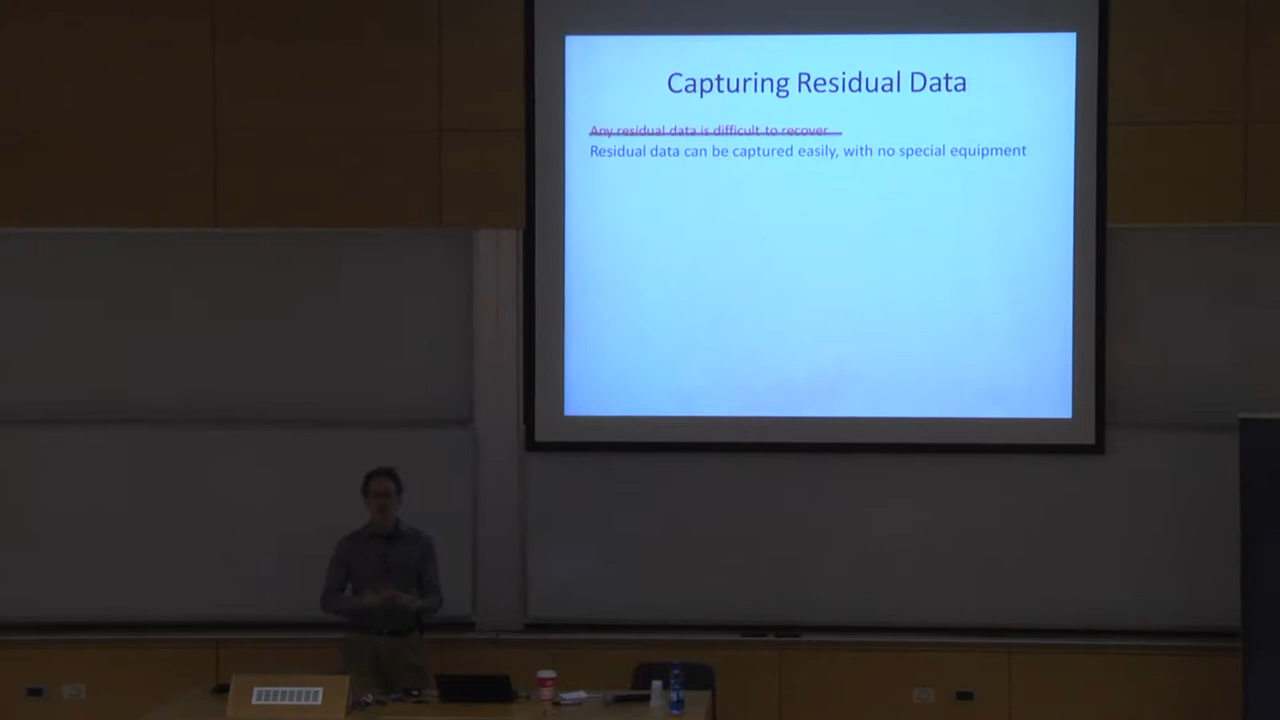 Capturing Residual Data
Any residual data is difficult to recover
Residual data can be captured easily, with no special equipment